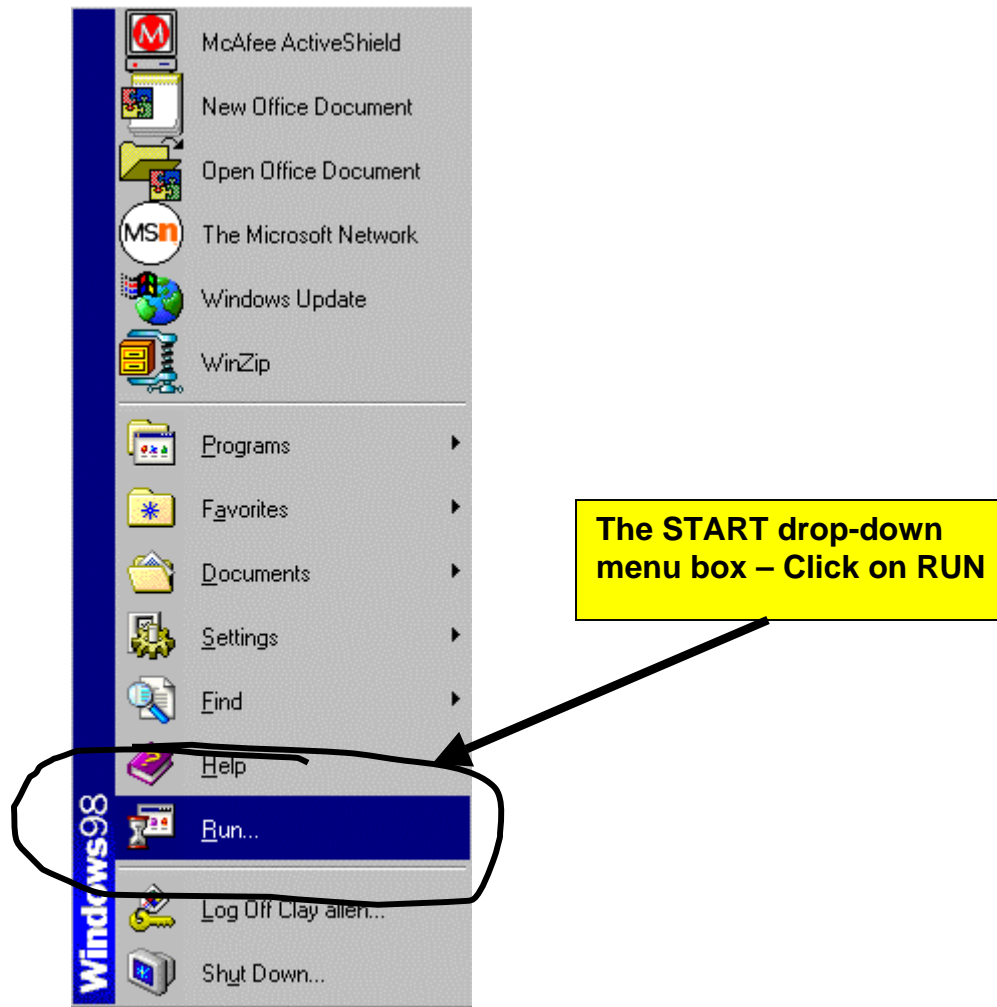 McAfee ActiveShield
New Office Document
Open Office Document
msn The Microsoft Network
Windows Update
WinZip
Programs
Favorites
Documents
Settings
Find
Help
Run...
Log Off Clay allen...
Shut Down...
Windows98
The START drop-down
menu box – Click on RUN